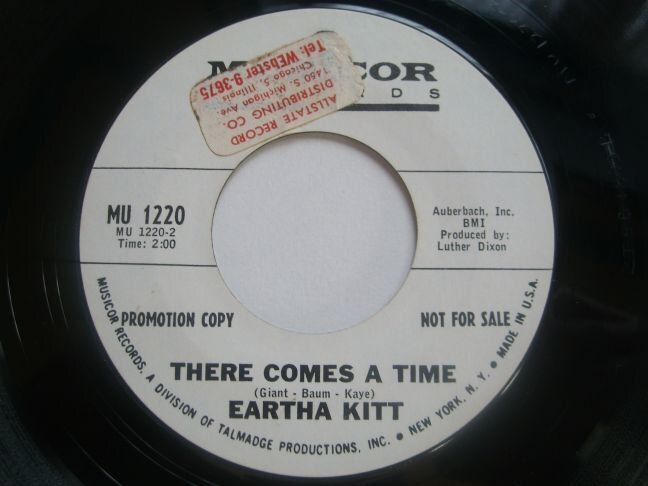 MUSICOR
RECORDS
ALLSTATE RECORD
DISTRIBUTING CO.
1450 S. Michigan Ave.
Chicago 5, Illinois
Tel: WEbster 9-3675
MU 1220
MU 1220-2
Time: 2:00
Auberbach, Inc.
BMI
Produced by:
Luther Dixon
PROMOTION COPY
NOT FOR SALE
THERE COMES A TIME
(Giant - Baum - Kaye)
EARTHA KITT
MUSICOR RECORDS, A DIVISION OF TALMADGE PRODUCTIONS, INC. • NEW YORK, N. Y. • MADE IN U.S.A.